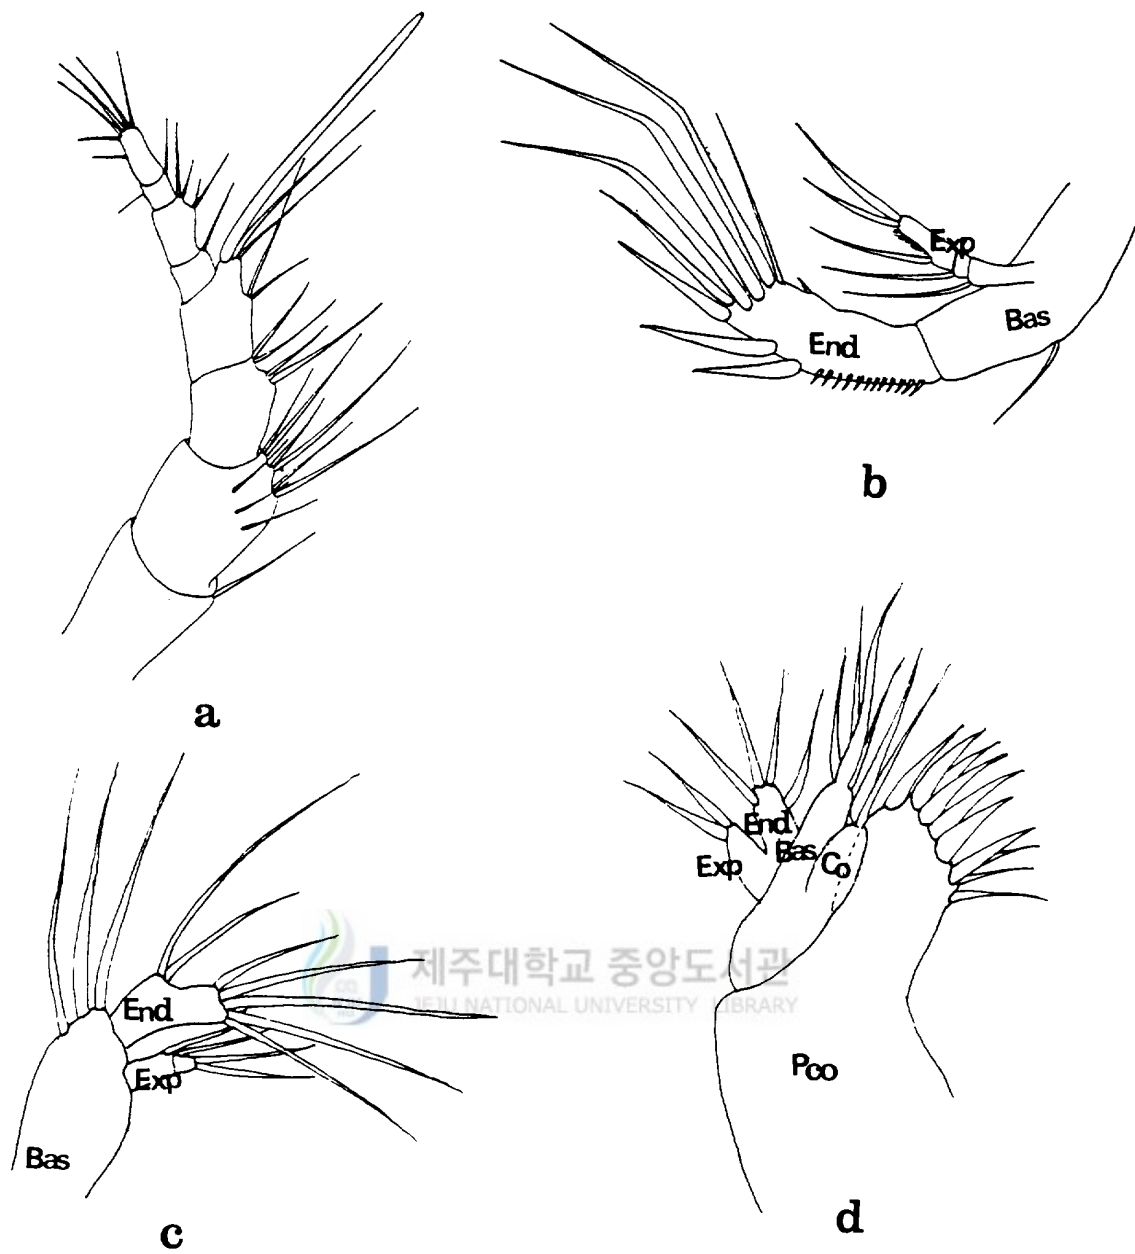 Exp
Bas
End
b
a
End
Bas
Exp
Co
End
제주대학교 중앙도서관
JEJU NATIONAL UNIVERSITY LIBRARY
Exp
Pco
Bas
c
d